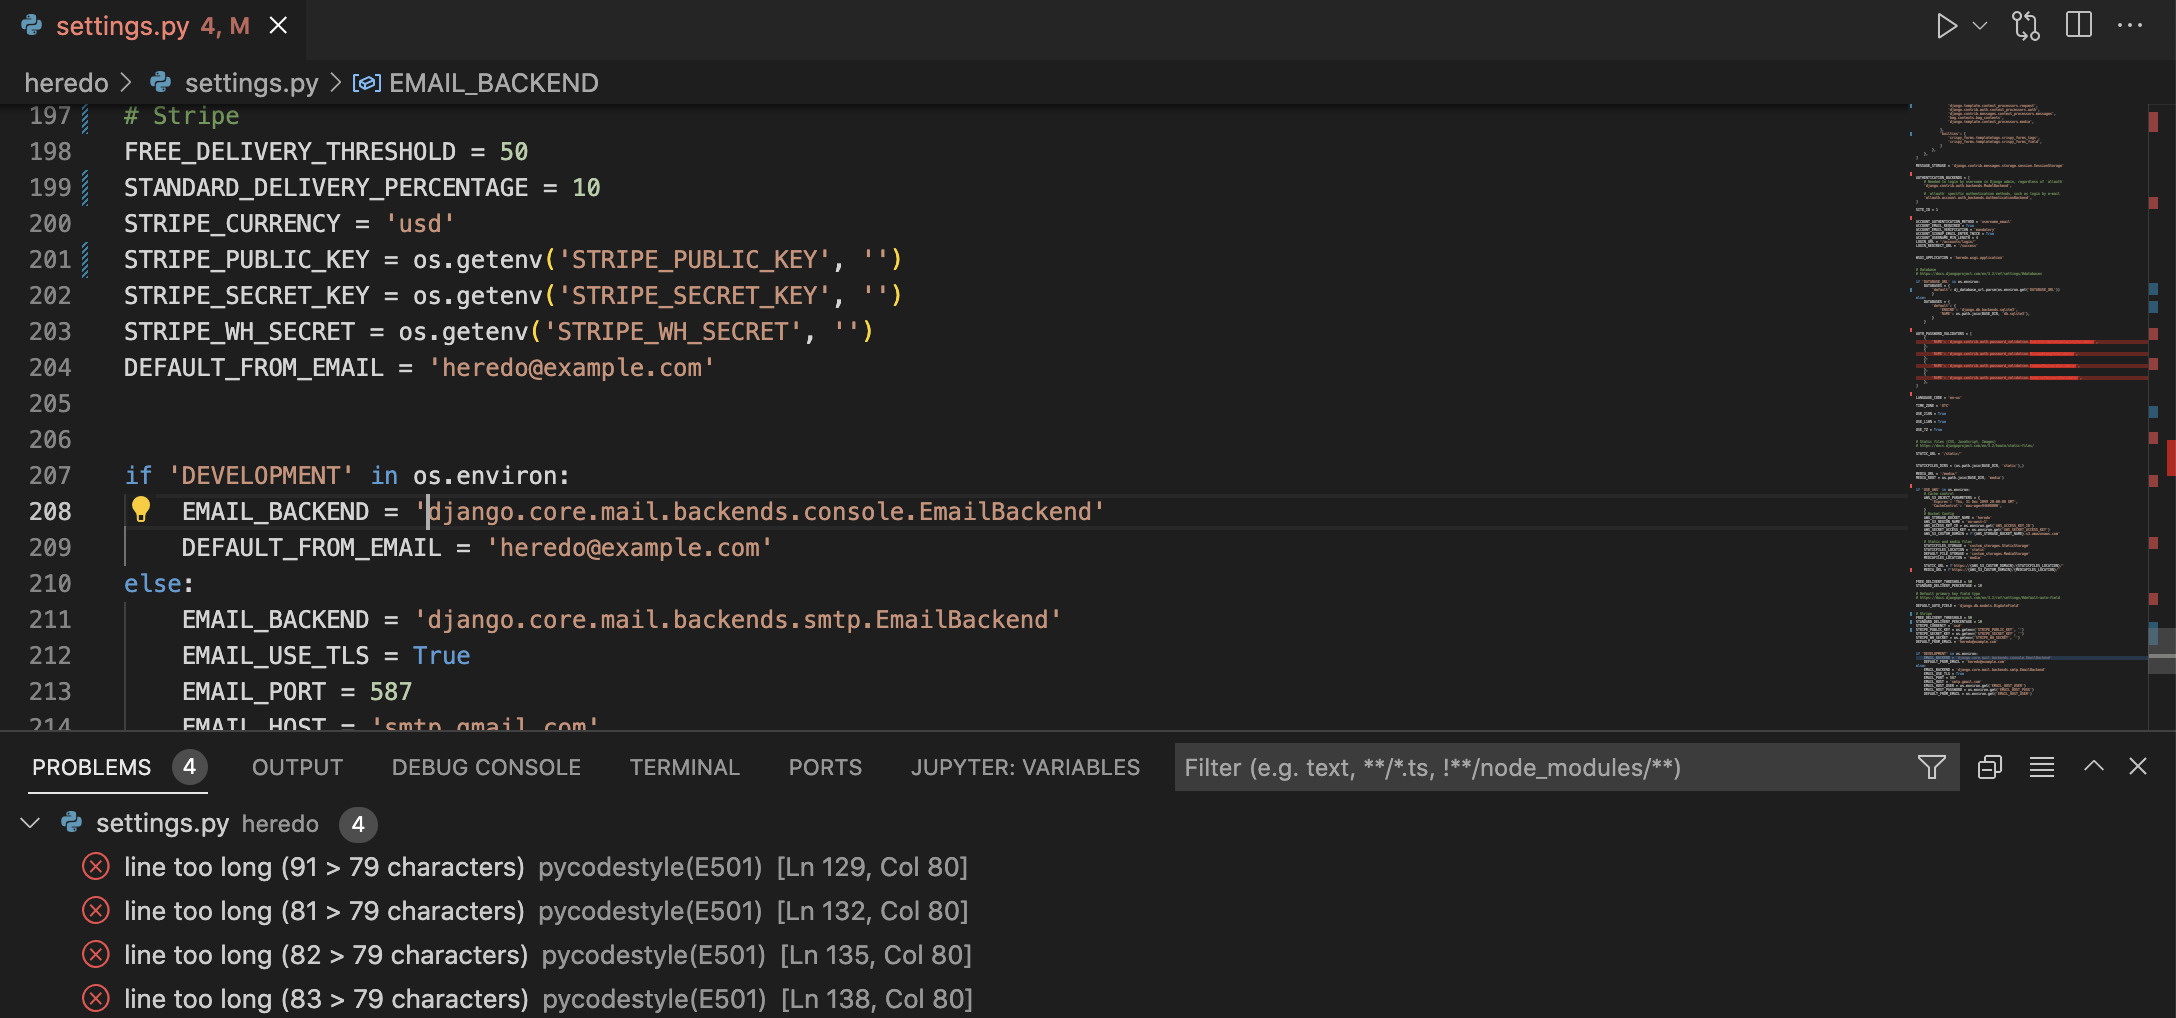 settings.py 4, M
heredo > settings.py > EMAIL_BACKEND
197 # Stripe
198 FREE_DELIVERY_THRESHOLD = 50
199 STANDARD_DELIVERY_PERCENTAGE = 10
200 STRIPE_CURRENCY = 'usd'
201 STRIPE_PUBLIC_KEY = os.getenv('STRIPE_PUBLIC_KEY', '')
202 STRIPE_SECRET_KEY = os.getenv('STRIPE_SECRET_KEY', '')
203 STRIPE_WH_SECRET = os.getenv('STRIPE_WH_SECRET', '')
204 DEFAULT_FROM_EMAIL = 'heredo@example.com'
205
206
207 if 'DEVELOPMENT' in os.environ:
208 EMAIL_BACKEND = 'django.core.mail.backends.console.EmailBackend'
209 DEFAULT_FROM_EMAIL = 'heredo@example.com'
210 else:
211 EMAIL_BACKEND = 'django.core.mail.backends.smtp.EmailBackend'
212 EMAIL_USE_TLS = True
213 EMAIL_PORT = 587
214 EMAIL_HOST = 'smtp.gmail.com'
PROBLEMS 4 OUTPUT DEBUG CONSOLE TERMINAL PORTS JUPYTER: VARIABLES Filter (e.g. text, **/*.ts, !**/node_modules/**)
settings.py heredo 4
line too long (91 > 79 characters) pycodestyle(E501) [Ln 129, Col 80]
line too long (81 > 79 characters) pycodestyle(E501) [Ln 132, Col 80]
line too long (82 > 79 characters) pycodestyle(E501) [Ln 135, Col 80]
line too long (83 > 79 characters) pycodestyle(E501) [Ln 138, Col 80]